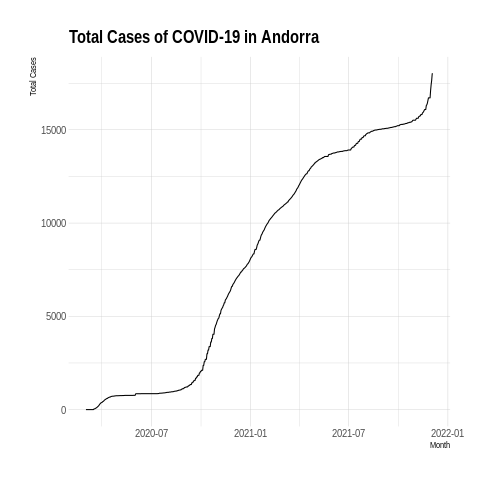 Total Cases of COVID-19 in Andorra
Total Cases
15000
10000
5000
0
2020-07
2021-01
2021-07
2022-01
Month